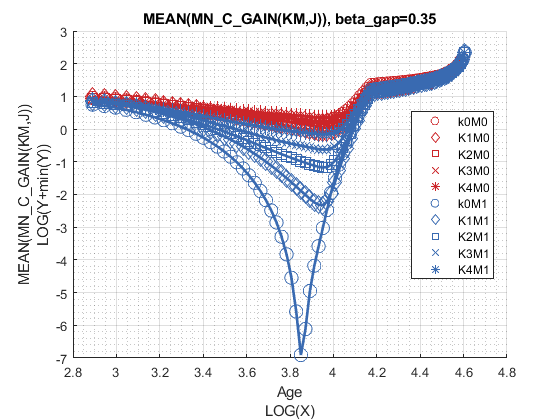 MEAN(MN_C_GAIN(KM,J)), beta_gap=0.35
MEAN(MN_C_GAIN(KM,J))
LOG(Y+min(Y))
3
2
1
0
-1
-2
-3
-4
-5
-6
-7
k0M0
K1M0
K2M0
K3M0
K4M0
k0M1
K1M1
K2M1
K3M1
K4M1
2.8 3 3.2 3.4 3.6 3.8 4 4.2 4.4 4.6 4.8
Age
LOG(X)